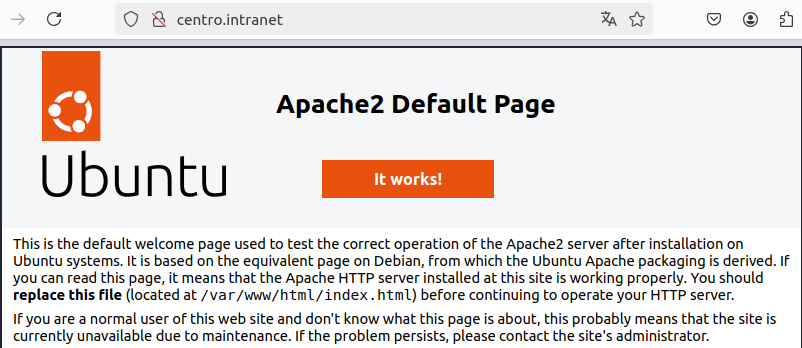 centro.intranet
Apache2 Default Page
Ubuntu
It works!
This is the default welcome page used to test the correct operation of the Apache2 server after installation on
Ubuntu systems. It is based on the equivalent page on Debian, from which the Ubuntu Apache packaging is derived. If
you can read this page, it means that the Apache HTTP server installed at this site is working properly. You should
replace this file (located at /var/www/html/index.html) before continuing to operate your HTTP server.
If you are a normal user of this web site and don't know what this page is about, this probably means that the site is
currently unavailable due to maintenance. If the problem persists, please contact the site's administrator.